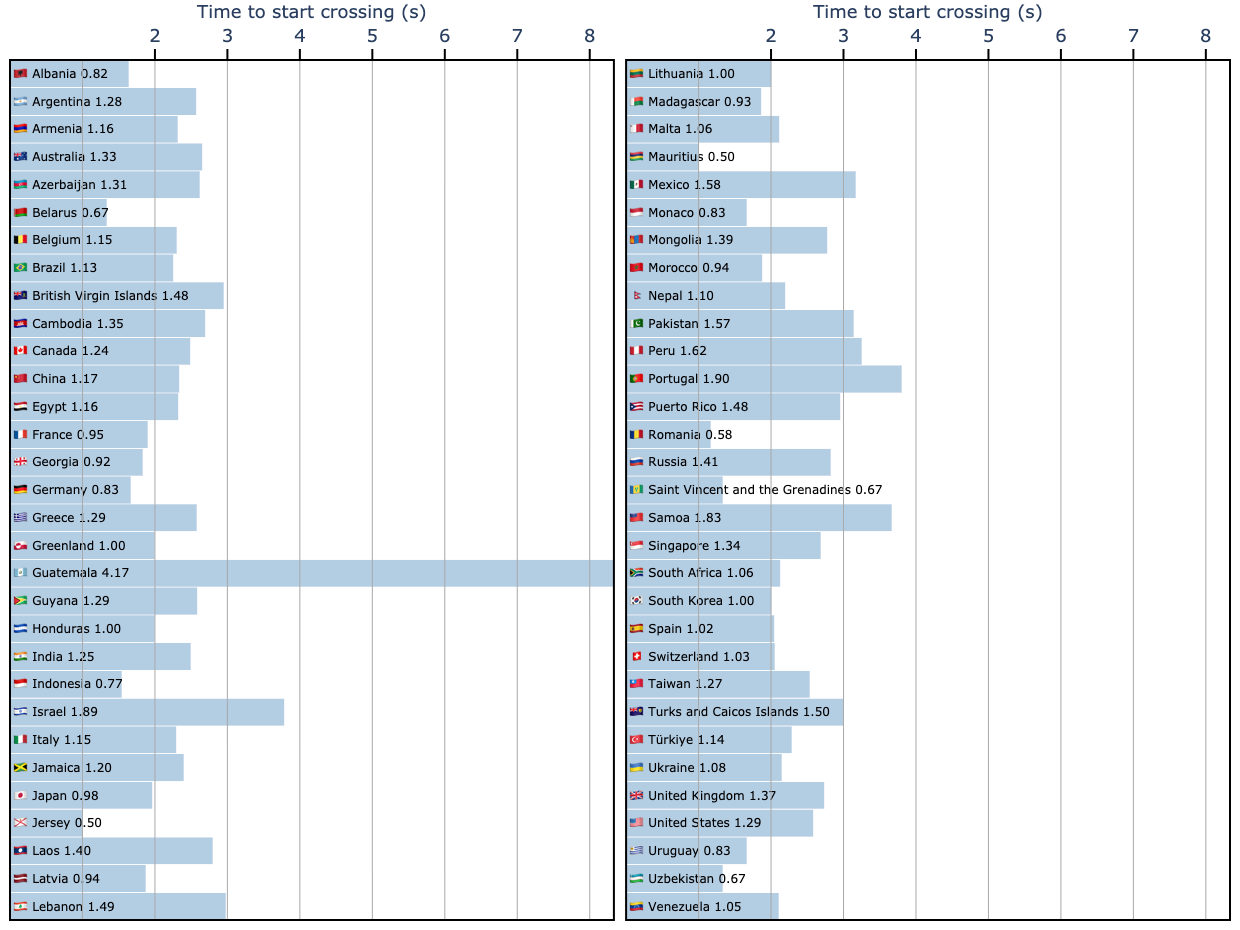 Time to start crossing (s)
2 3 4 5 6 7 8
Albania 0.82
Argentina 1.28
Armenia 1.16
Australia 1.33
Azerbaijan 1.31
Belarus 0.67
Belgium 1.15
Brazil 1.13
British Virgin Islands 1.48
Cambodia 1.35
Canada 1.24
China 1.17
Egypt 1.16
France 0.95
Georgia 0.92
Germany 0.83
Greece 1.29
Greenland 1.00
Guatemala 4.17
Guyana 1.29
Honduras 1.00
India 1.25
Indonesia 0.77
Israel 1.89
Italy 1.15
Jamaica 1.20
Japan 0.98
Jersey 0.50
Laos 1.40
Latvia 0.94
Lebanon 1.49
Time to start crossing (s)
2 3 4 5 6 7 8
Lithuania 1.00
Madagascar 0.93
Malta 1.06
Mauritius 0.50
Mexico 1.58
Monaco 0.83
Mongolia 1.39
Morocco 0.94
Nepal 1.10
Pakistan 1.57
Peru 1.62
Portugal 1.90
Puerto Rico 1.48
Romania 0.58
Russia 1.41
Saint Vincent and the Grenadines 0.67
Samoa 1.83
Singapore 1.34
South Africa 1.06
South Korea 1.00
Spain 1.02
Switzerland 1.03
Taiwan 1.27
Turks and Caicos Islands 1.50
Türkiye 1.14
Ukraine 1.08
United Kingdom 1.37
United States 1.29
Uruguay 0.83
Uzbekistan 0.67
Venezuela 1.05